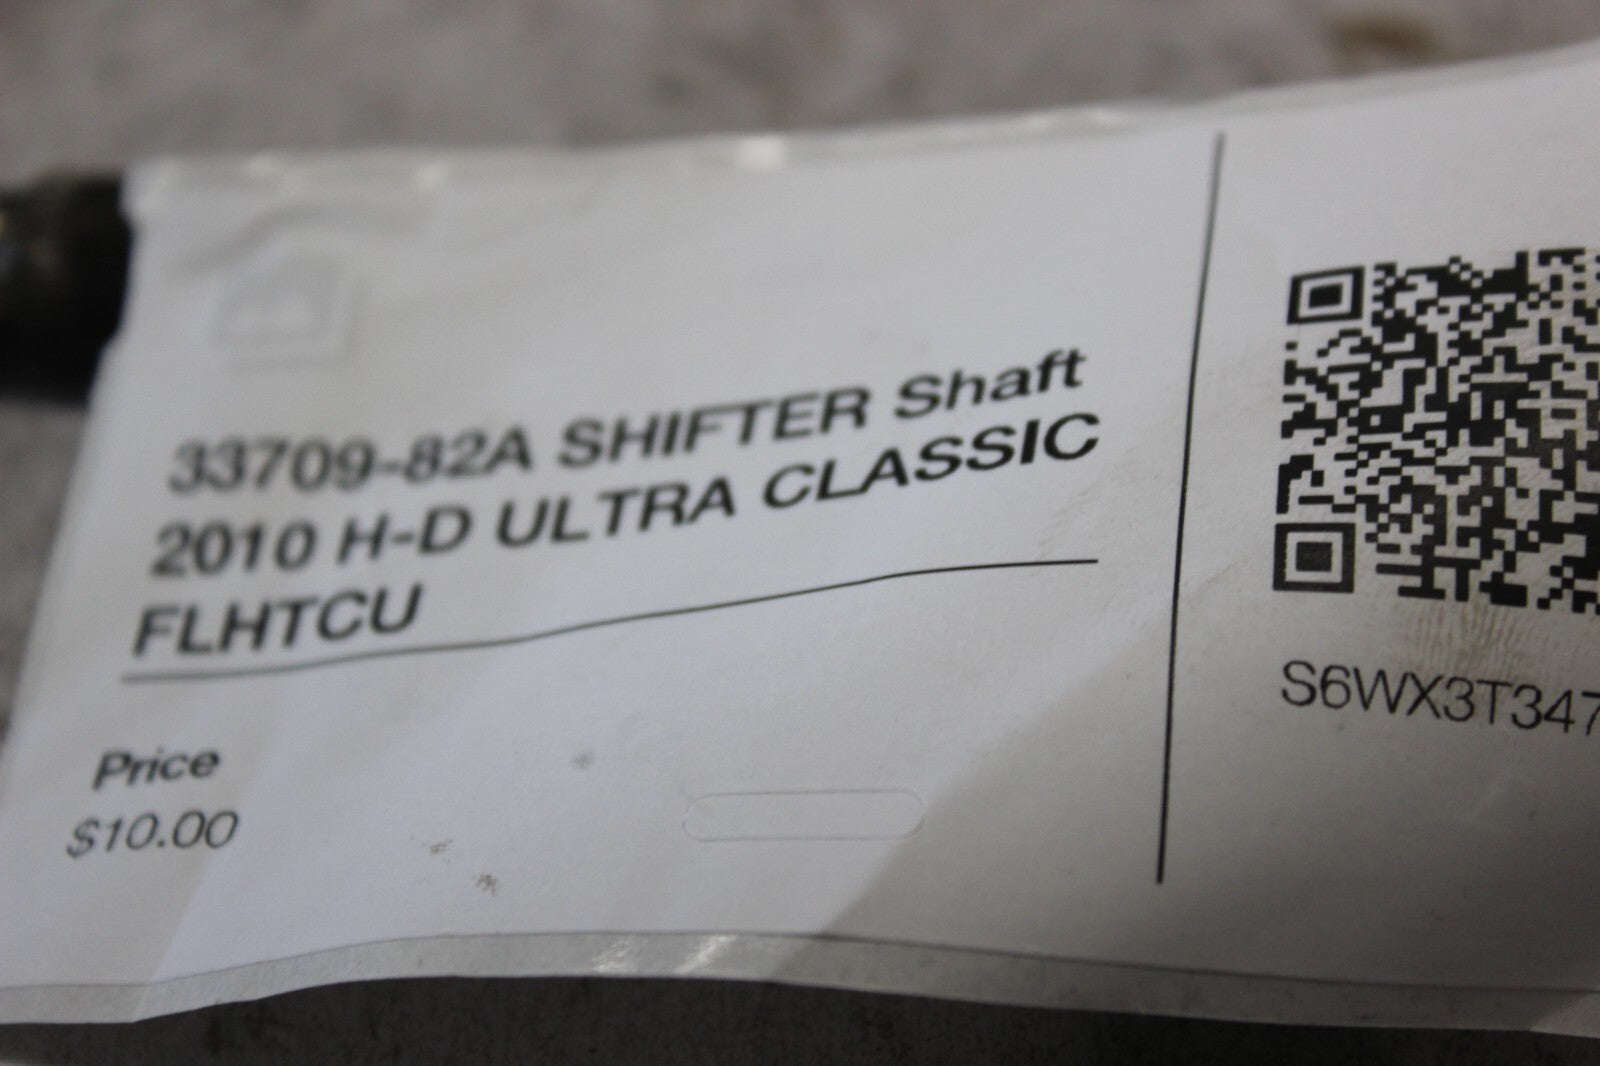 33709-82A SHIFTER Shaft
2010 H-D ULTRA CLASSIC
FLHTCU
Price
$10.00
S6WX3T347